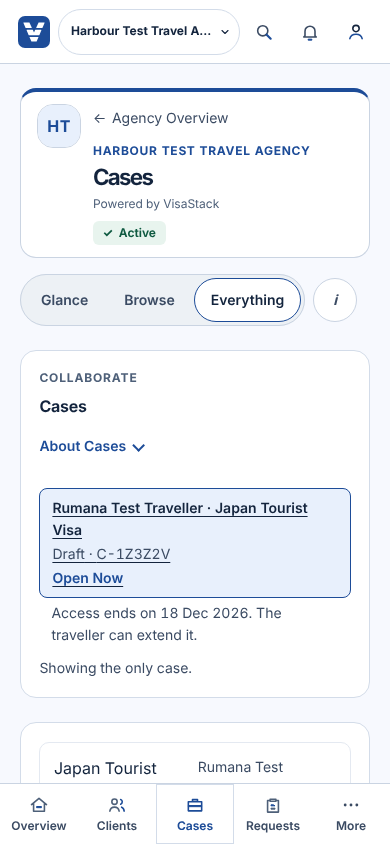 Harbour Test Travel A...
HT
← Agency Overview
HARBOUR TEST TRAVEL AGENCY
Cases
Powered by VisaStack
✓ Active
Glance
Browse
Everything
i
COLLABORATE
Cases
About Cases
Rumana Test Traveller · Japan Tourist
Visa
Draft · C-1Z3Z2V
Open Now
Access ends on 18 Dec 2026. The
traveller can extend it.
Showing the only case.
Japan Tourist
Rumana Test
Overview
Clients
Cases
Requests
More